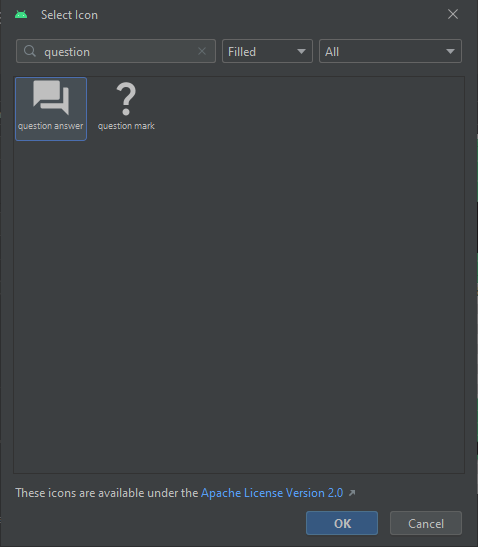 Select Icon
question
Filled
All
question answer
question mark
These icons are available under the Apache License Version 2.0
OK
Cancel